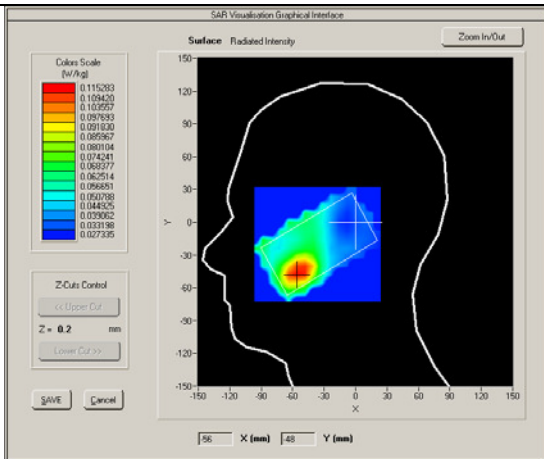 SAR Visualisation Graphical Interface
Surface Radiated Intensity
Zoom In/Out
Colors Scale
(W/kg)
0.115283
0.109420
0.103557
0.097693
0.091830
0.085967
0.080104
0.074241
0.068377
0.062514
0.056651
0.050788
0.044925
0.039062
0.033198
0.027335
Z-Cuts Control
<< Upper Cut
Z = 0.2 mm
Lower Cut >>
SAVE Cancel
150
120
90
60
30
0
-30
-60
-90
-120
-150
Y
-150 -120 -90 -60 -30 0 30 60 90 120 150
X
-56 X (mm) -48 Y (mm)